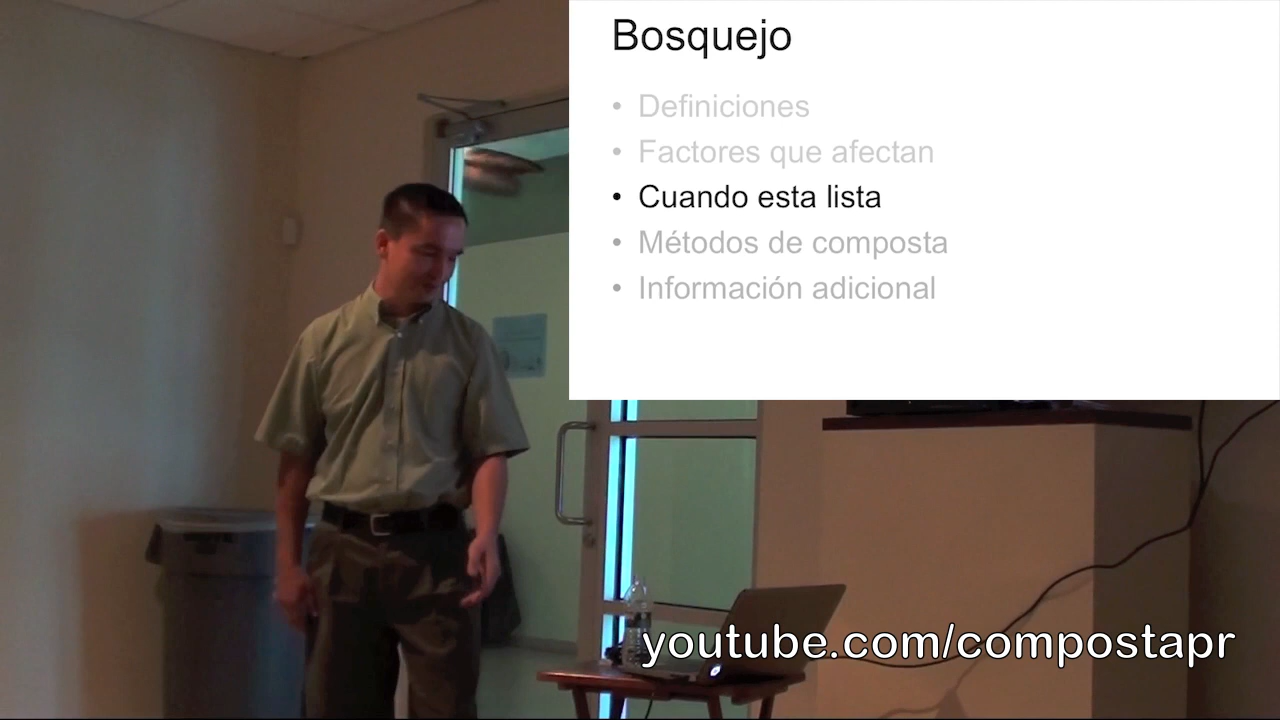 Bosquejo
• Definiciones
• Factores que afectan
• Cuando esta lista
• Métodos de composta
• Información adicional
youtube.com/compostapr